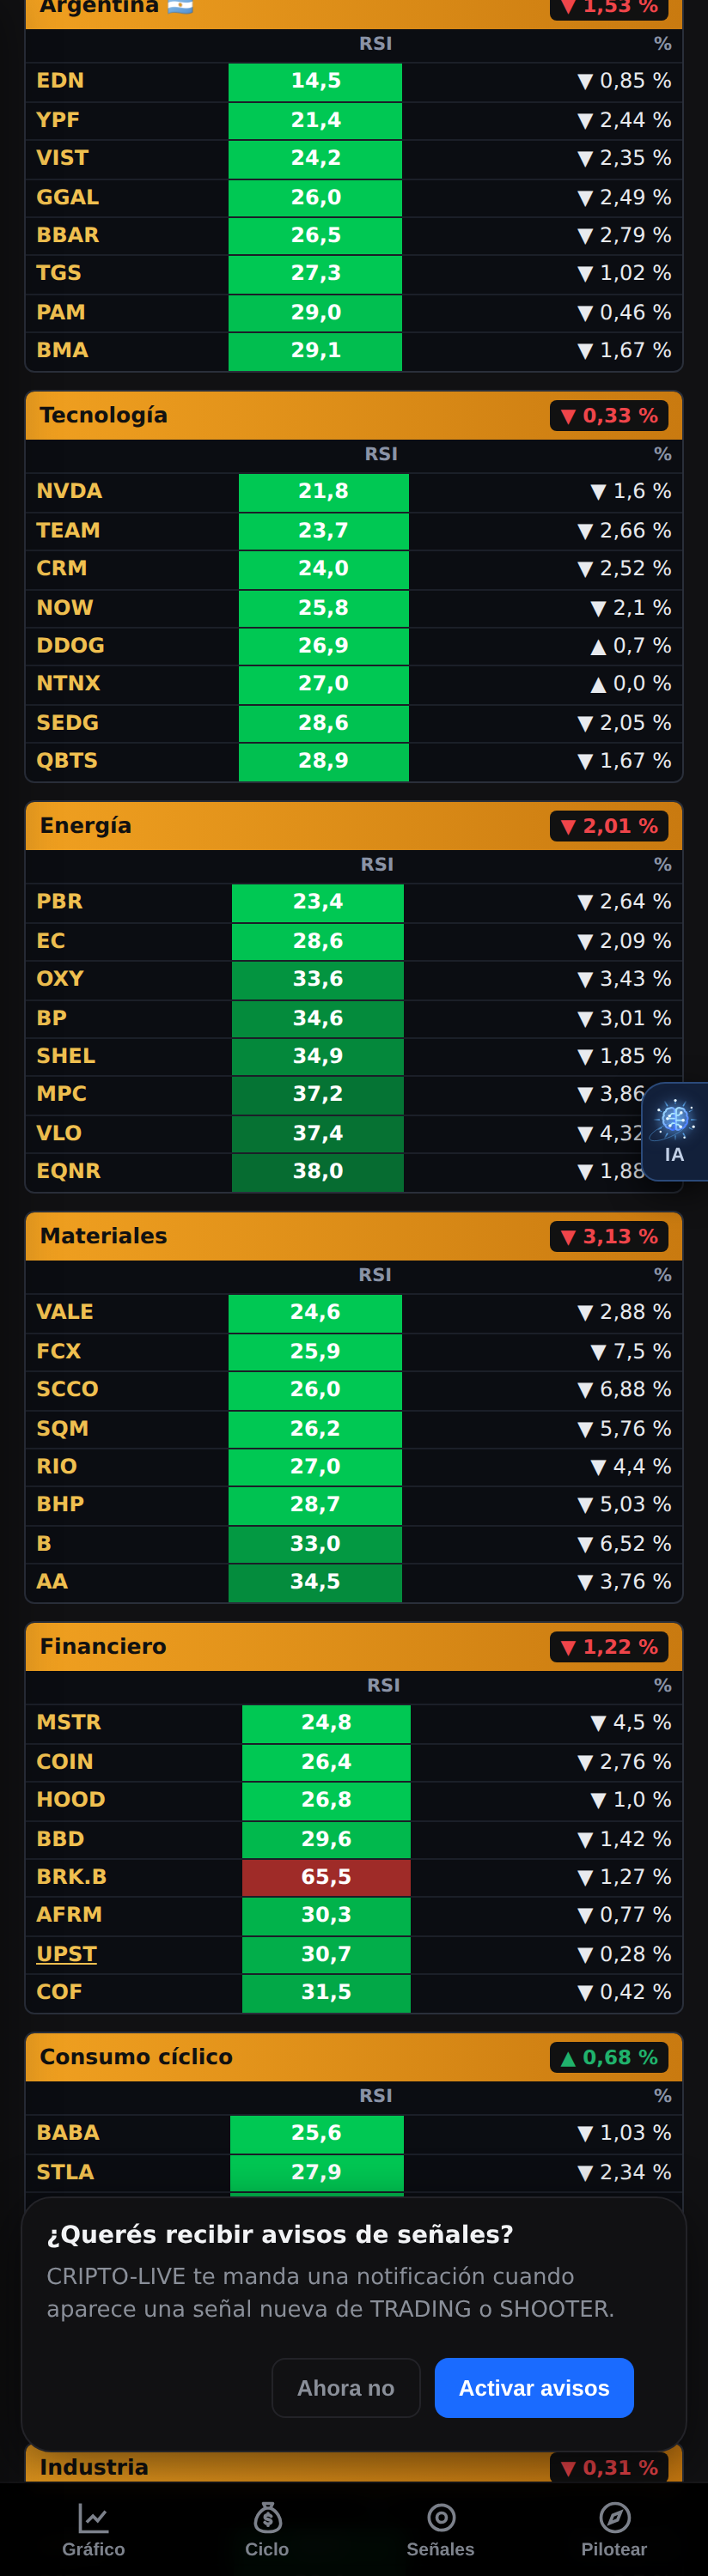 Argentina 🇦🇷 ▼ 1,53 %
RSI %
EDN 14,5 ▼ 0,85 %
YPF 21,4 ▼ 2,44 %
VIST 24,2 ▼ 2,35 %
GGAL 26,0 ▼ 2,49 %
BBAR 26,5 ▼ 2,79 %
TGS 27,3 ▼ 1,02 %
PAM 29,0 ▼ 0,46 %
BMA 29,1 ▼ 1,67 %
Tecnología ▼ 0,33 %
RSI %
NVDA 21,8 ▼ 1,6 %
TEAM 23,7 ▼ 2,66 %
CRM 24,0 ▼ 2,52 %
NOW 25,8 ▼ 2,1 %
DDOG 26,9 ▲ 0,7 %
NTNX 27,0 ▲ 0,0 %
SEDG 28,6 ▼ 2,05 %
QBTS 28,9 ▼ 1,67 %
Energía ▼ 2,01 %
RSI %
PBR 23,4 ▼ 2,64 %
EC 28,6 ▼ 2,09 %
OXY 33,6 ▼ 3,43 %
BP 34,6 ▼ 3,01 %
SHEL 34,9 ▼ 1,85 %
MPC 37,2 ▼ 3,86
VLO 37,4 ▼ 4,32
IA
EQNR 38,0 ▼ 1,88
Materiales ▼ 3,13 %
RSI %
VALE 24,6 ▼ 2,88 %
FCX 25,9 ▼ 7,5 %
SCCO 26,0 ▼ 6,88 %
SQM 26,2 ▼ 5,76 %
RIO 27,0 ▼ 4,4 %
BHP 28,7 ▼ 5,03 %
B 33,0 ▼ 6,52 %
AA 34,5 ▼ 3,76 %
Financiero ▼ 1,22 %
RSI %
MSTR 24,8 ▼ 4,5 %
COIN 26,4 ▼ 2,76 %
HOOD 26,8 ▼ 1,0 %
BBD 29,6 ▼ 1,42 %
BRK.B 65,5 ▼ 1,27 %
AFRM 30,3 ▼ 0,77 %
UPST 30,7 ▼ 0,28 %
COF 31,5 ▼ 0,42 %
Consumo cíclico ▲ 0,68 %
RSI %
BABA 25,6 ▼ 1,03 %
STLA 27,9 ▼ 2,34 %
¿Querés recibir avisos de señales?
CRIPTO-LIVE te manda una notificación cuando
aparece una señal nueva de TRADING o SHOOTER.
Ahora no Activar avisos
Industria ▼ 0,31 %
Gráfico Ciclo Señales Pilotear